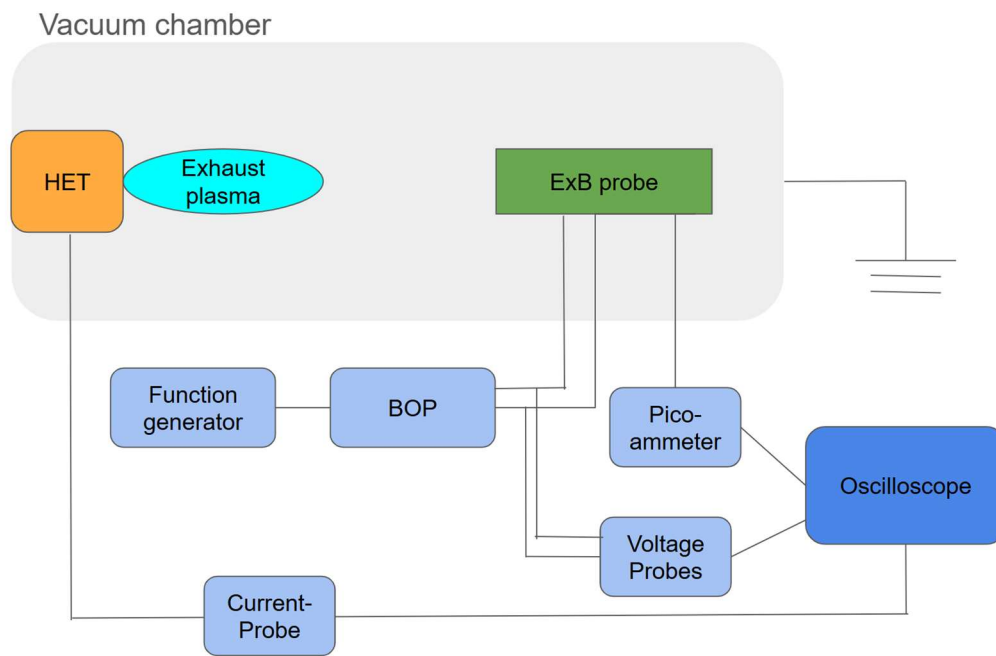 Vacuum chamber
HET
Exhaust
plasma
ExB probe
Function
generator
BOP
Pico-
ammeter
Oscilloscope
Voltage
Probes
Current-
Probe